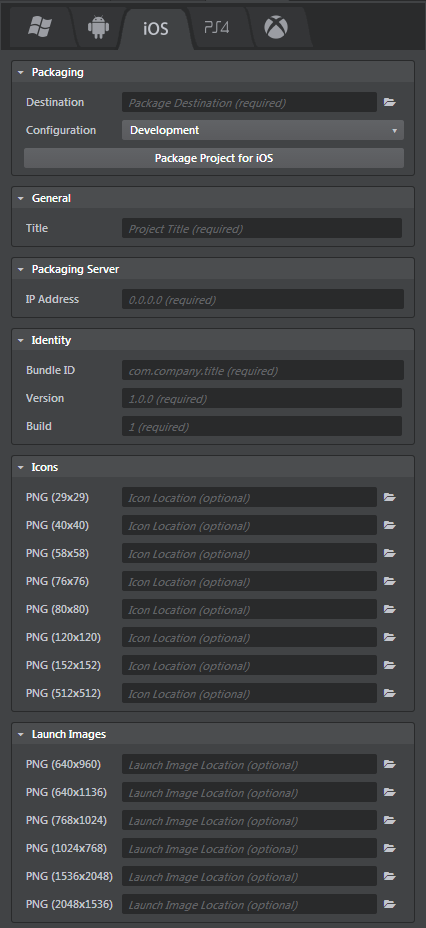 iOS PS4
Packaging
Destination Package Destination (required)
Configuration Development
Package Project for iOS
General
Title Project Title (required)
Packaging Server
IP Address 0.0.0.0 (required)
Identity
Bundle ID com.company.title (required)
Version 1.0.0 (required)
Build 1 (required)
Icons
PNG (29x29) Icon Location (optional)
PNG (40x40) Icon Location (optional)
PNG (58x58) Icon Location (optional)
PNG (76x76) Icon Location (optional)
PNG (80x80) Icon Location (optional)
PNG (120x120) Icon Location (optional)
PNG (152x152) Icon Location (optional)
PNG (512x512) Icon Location (optional)
Launch Images
PNG (640x960) Launch Image Location (optional)
PNG (640x1136) Launch Image Location (optional)
PNG (768x1024) Launch Image Location (optional)
PNG (1024x768) Launch Image Location (optional)
PNG (1536x2048) Launch Image Location (optional)
PNG (2048x1536) Launch Image Location (optional)